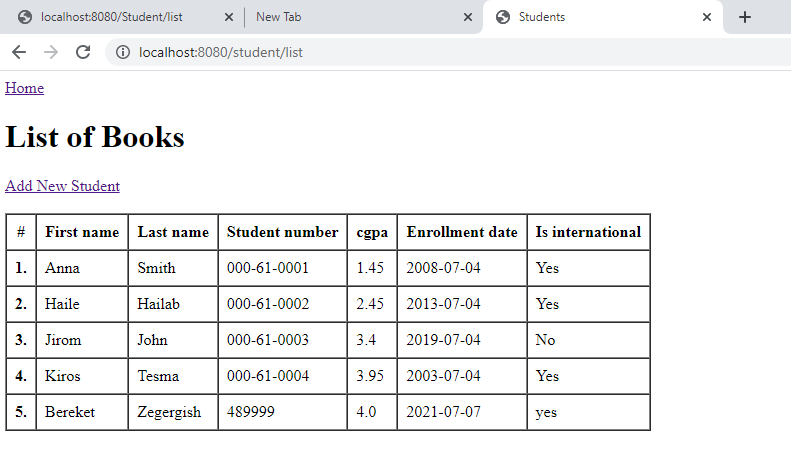 localhost:8080/Student/list New Tab Students
localhost:8080/student/list
Home
List of Books
Add New Student
# First name Last name Student number cgpa Enrollment date Is international
1. Anna Smith 000-61-0001 1.45 2008-07-04 Yes
2. Haile Hailab 000-61-0002 2.45 2013-07-04 Yes
3. Jirom John 000-61-0003 3.4 2019-07-04 No
4. Kiros Tesma 000-61-0004 3.95 2003-07-04 Yes
5. Bereket Zegergish 489999 4.0 2021-07-07 yes